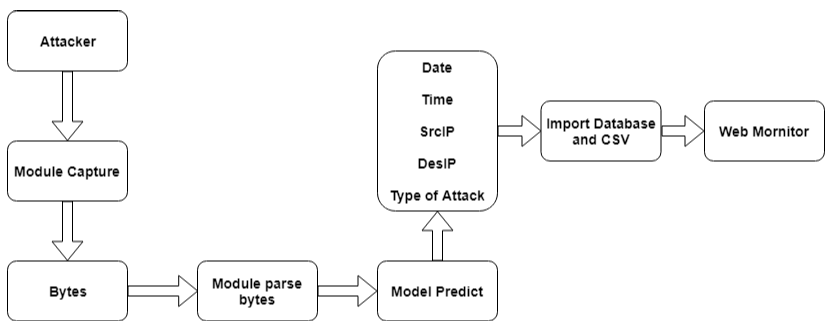 Attacker
Module Capture
Bytes
Module parse
bytes
Model Predict
Date
Time
SrcIP
DesIP
Type of Attack
Import Database
and CSV
Web Mornitor